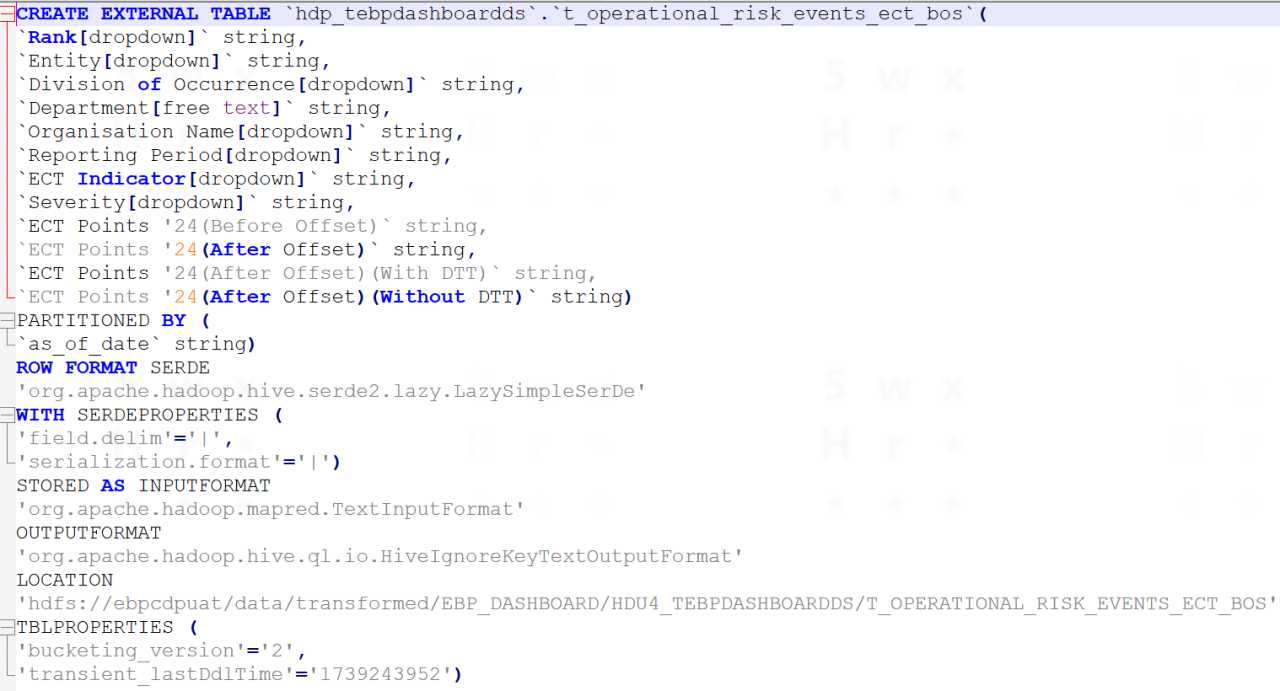 CREATE EXTERNAL TABLE `hdp_tebpdashboardds`.`t_operational_risk_events_ect_bos`(
`Rank[dropdown]` string,
`Entity[dropdown]` string,
`Division of Occurrence[dropdown]` string,
`Department[free text]` string,
`Organisation Name[dropdown]` string,
`Reporting Period[dropdown]` string,
`ECT Indicator[dropdown]` string,
`Severity[dropdown]` string,
`ECT Points '24(Before Offset)` string,
`ECT Points '24(After Offset)` string,
`ECT Points '24(After Offset)(With DTT)` string,
`ECT Points '24(After Offset)(Without DTT)` string)
PARTITIONED BY (
`as_of_date` string)
ROW FORMAT SERDE
'org.apache.hadoop.hive.serde2.lazy.LazySimpleSerDe'
WITH SERDEPROPERTIES (
'field.delim'='|',
'serialization.format'='|')
STORED AS INPUTFORMAT
'org.apache.hadoop.mapred.TextInputFormat'
OUTPUTFORMAT
'org.apache.hadoop.hive.ql.io.HiveIgnoreKeyTextOutputFormat'
LOCATION
'hdfs://ebpcdpuat/data/transformed/EBP_DASHBOARD/HDU4_TEBPDASHBOARDDS/T_OPERATIONAL_RISK_EVENTS_ECT_BOS'
TBLPROPERTIES (
'bucketing_version'='2',
'transient_lastDdlTime'='1739243952')